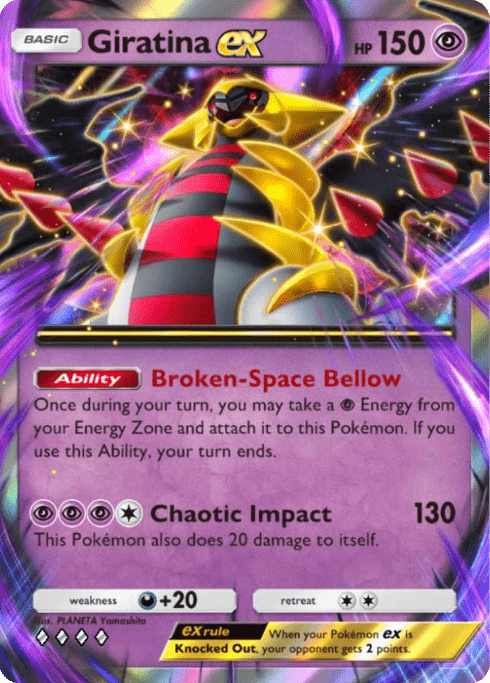 BASIC Giratina ex HP 150
Ability Broken-Space Bellow
Once during your turn, you may take a Energy from
your Energy Zone and attach it to this Pokémon. If you
use this Ability, your turn ends.
Chaotic Impact 130
This Pokémon also does 20 damage to itself.
weakness +20 retreat
Illus. PLANETA Yamashita
ex rule When your Pokémon ex is
Knocked Out, your opponent gets 2 points.